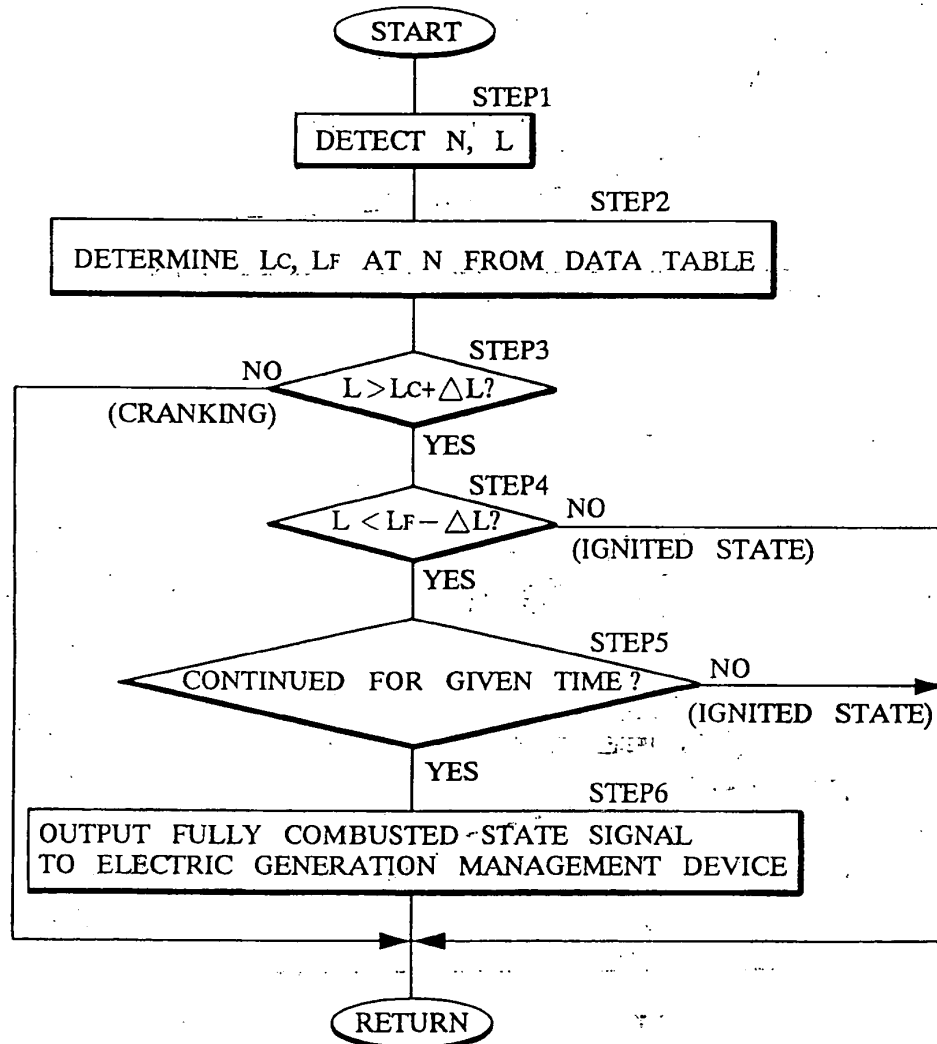 START
STEP1
DETECT N, L
STEP2
DETERMINE LC, LF AT N FROM DATA TABLE
STEP3
NO
L>LC+△L?
(CRANKING)
YES
STEP4
L<LF−△L?
NO
(IGNITED STATE)
YES
STEP5
CONTINUED FOR GIVEN TIME?
NO
(IGNITED STATE)
YES
STEP6
OUTPUT FULLY COMBUSTED STATE SIGNAL
TO ELECTRIC GENERATION MANAGEMENT DEVICE
RETURN